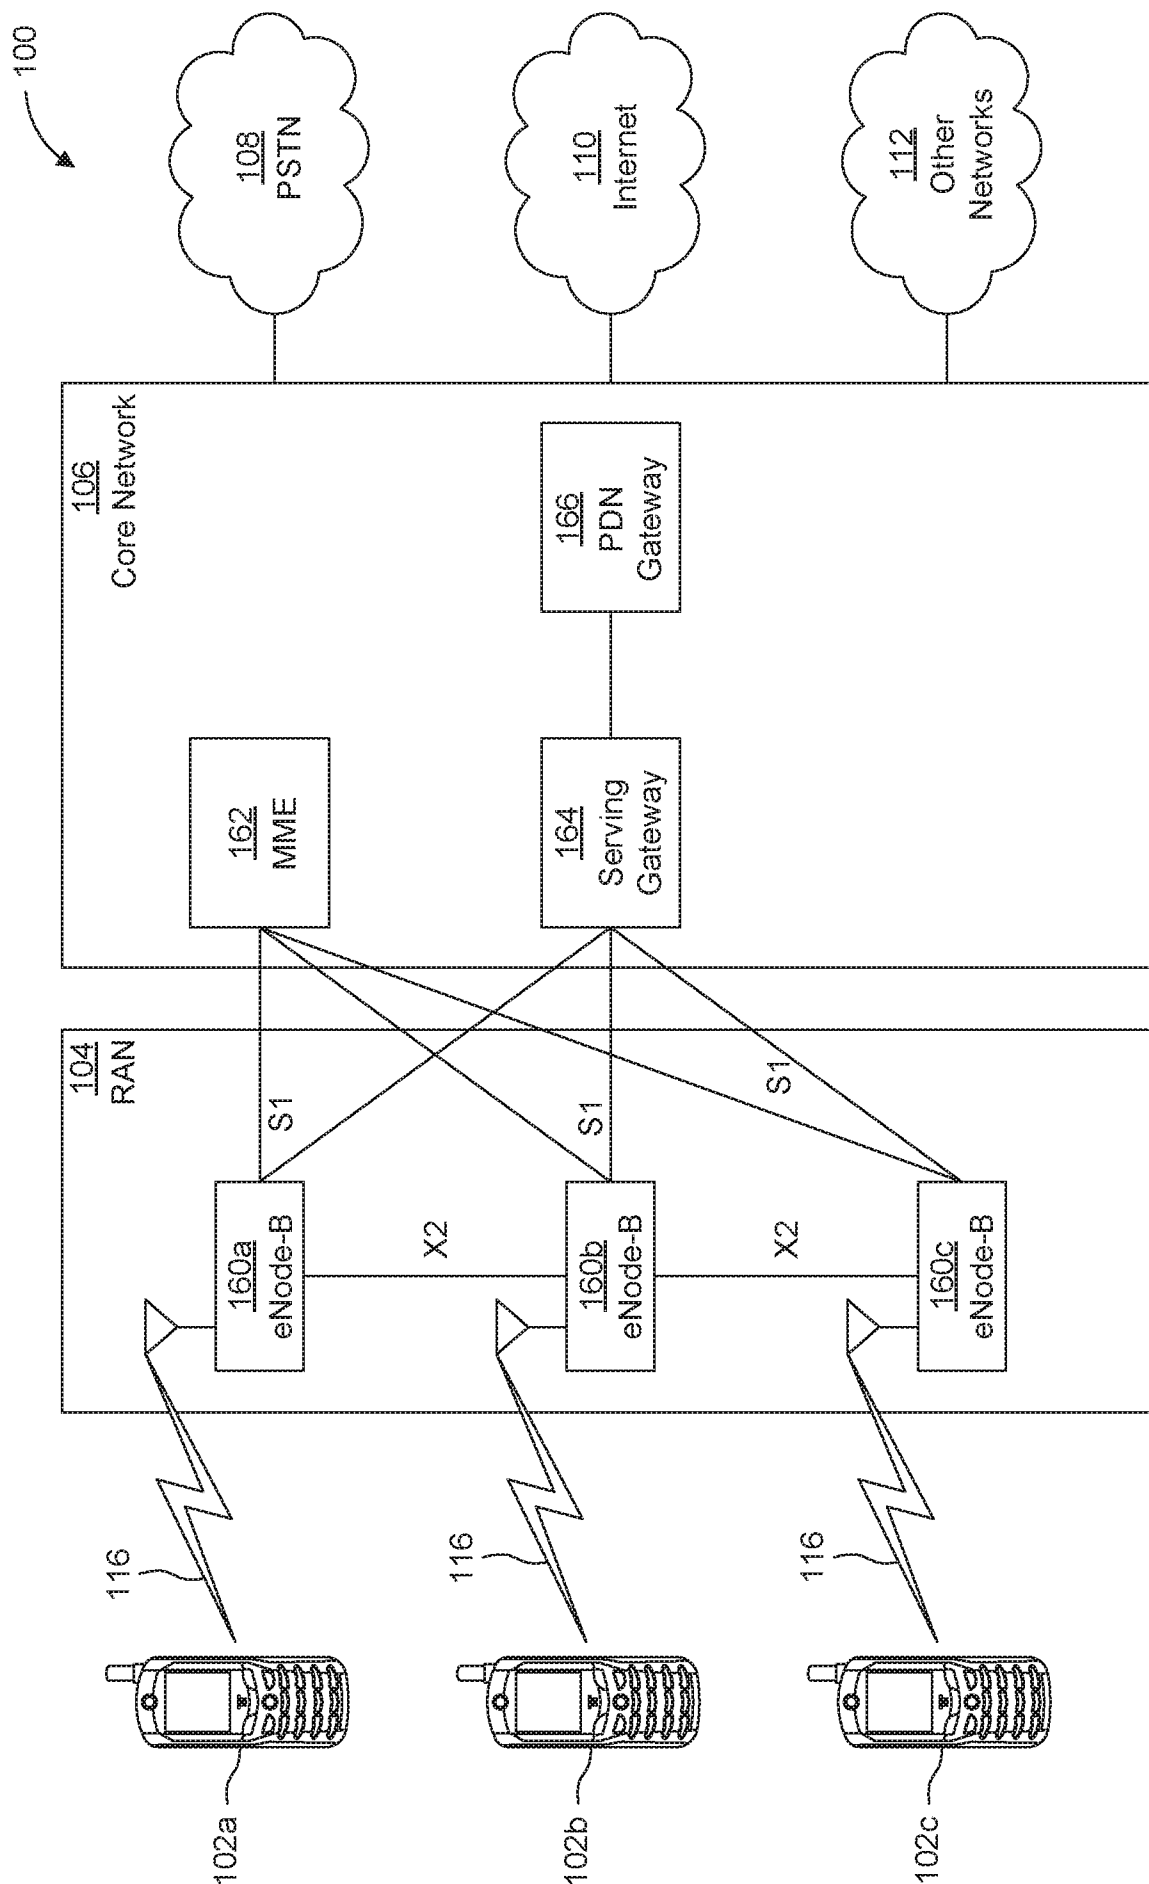 100
108
PSTN
110
Internet
112
Other
Networks
106
Core Network
162
MME
164
Serving
Gateway
166
PDN
Gateway
104
RAN
S1
S1
S1
160a
eNode-B
X2
160b
eNode-B
X2
160c
eNode-B
116
116
116
102a
102b
102c